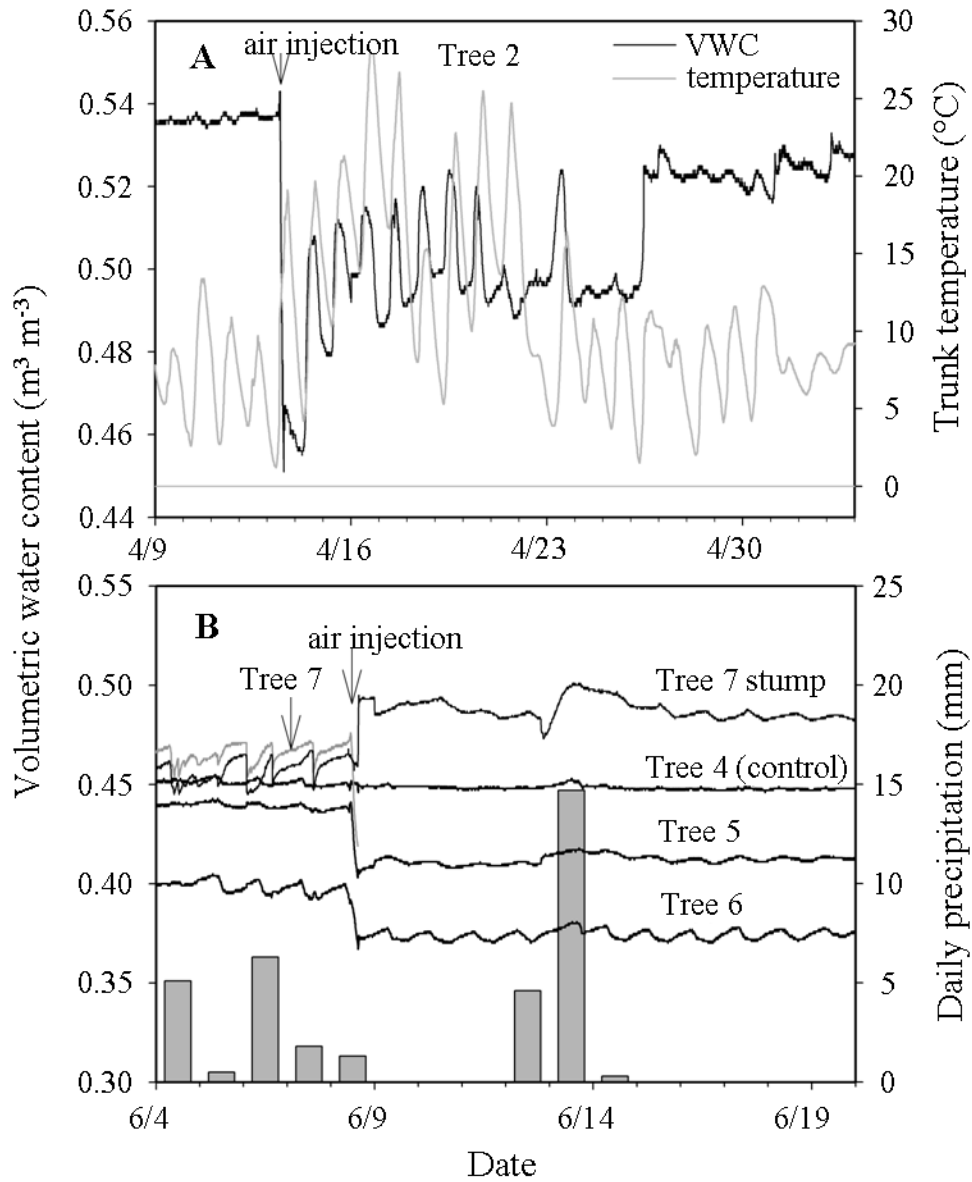 0.56
0.54
0.52
0.50
0.48
0.46
0.44
30
25
20
15
10
5
0
A
air injection
Tree 2
VWC
temperature
Trunk temperature (°C)
4/9
4/16
4/23
4/30
Volumetric water content (m³ m⁻³)
0.55
0.50
0.45
0.40
0.35
0.30
25
20
15
10
5
0
B
air injection
Tree 7
Tree 7 stump
Tree 4 (control)
Tree 5
Tree 6
Daily precipitation (mm)
6/4
6/9
6/14
6/19
Date